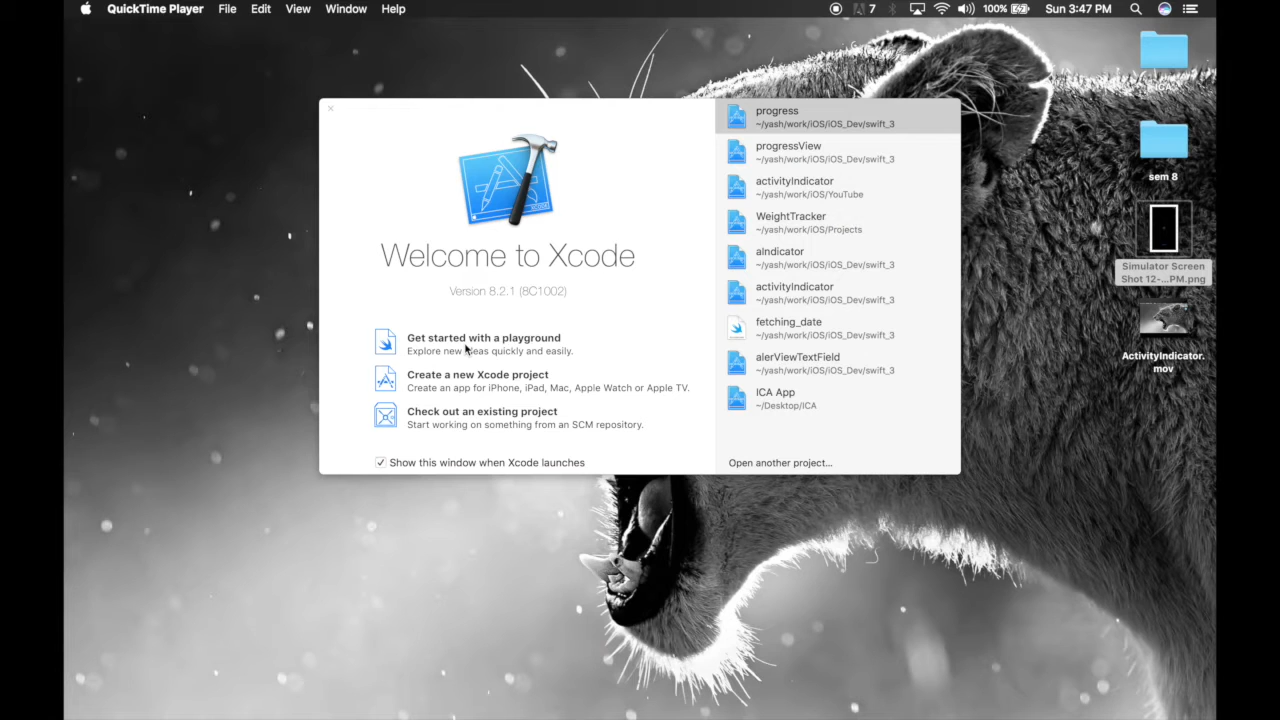 QuickTime Player File Edit View Window Help 7 100% Sun 3:47 PM
Welcome to Xcode
Version 8.2.1 (8C1002)
Get started with a playground
Explore new ideas quickly and easily.
Create a new Xcode project
Create an app for iPhone, iPad, Mac, Apple Watch or Apple TV.
Check out an existing project
Start working on something from an SCM repository.
Show this window when Xcode launches
progress
~/yash/work/iOS/iOS_Dev/swift_3
progressView
~/yash/work/iOS/iOS_Dev/swift_3
activityIndicator
~/yash/work/iOS/YouTube
WeightTracker
~/yash/work/iOS/Projects
aIndicator
~/yash/work/iOS/iOS_Dev/swift_3
activityIndicator
~/yash/work/iOS/iOS_Dev/swift_3
fetching_date
~/yash/work/iOS/iOS_Dev/swift_3
alerViewTextField
~/yash/work/iOS/iOS_Dev/swift_3
ICA App
~/Desktop/ICA
Open another project...
ICA
sem 8
Simulator Screen
Shot 12-...PM.png
ActivityIndicator.
mov